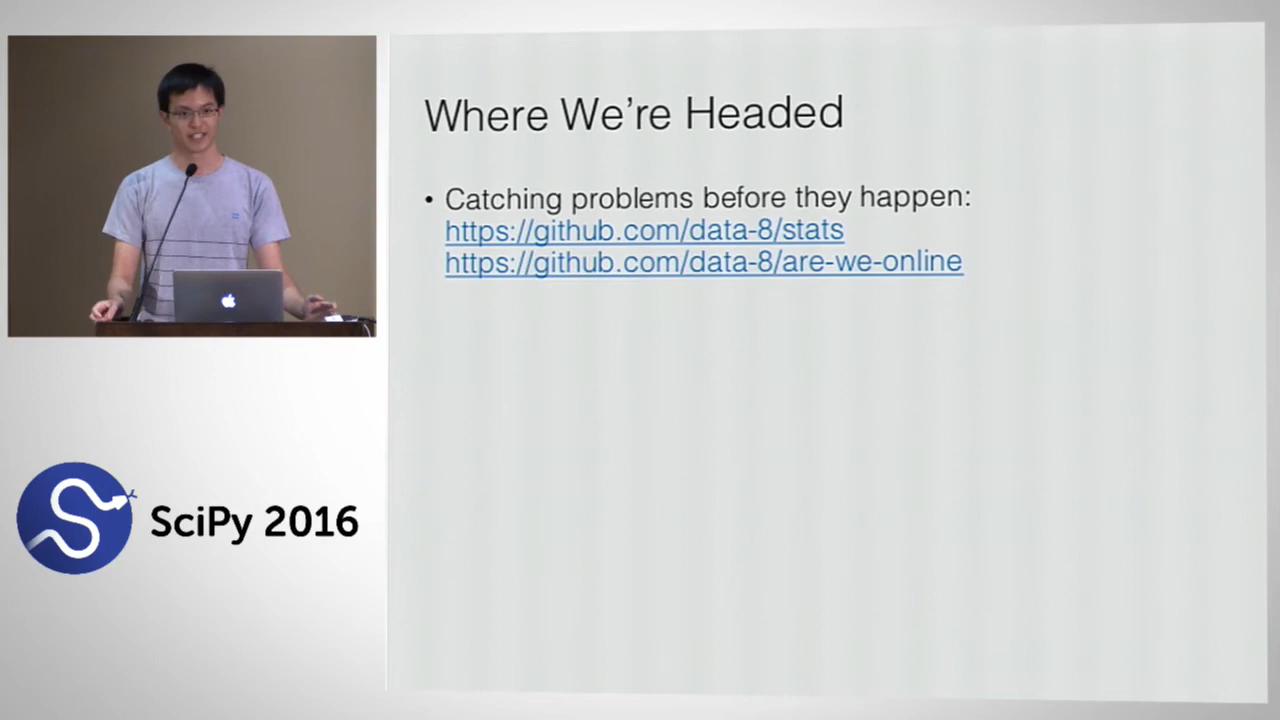 Where We're Headed
• Catching problems before they happen:
https://github.com/data-8/stats
https://github.com/data-8/are-we-online
SciPy 2016